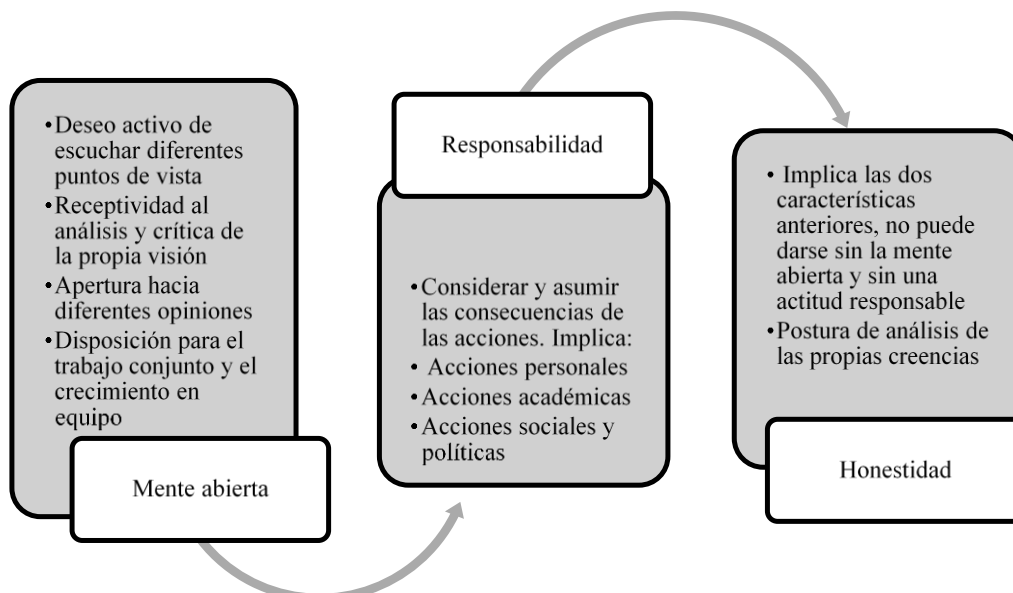 •Deseo activo de
escuchar diferentes
puntos de vista
•Receptividad al
análisis y crítica de
la propia visión
•Apertura hacia
diferentes opiniones
•Disposición para el
trabajo conjunto y el
crecimiento en
equipo
Mente abierta
Responsabilidad
•Considerar y asumir
las consecuencias de
las acciones. Implica:
• Acciones personales
•Acciones académicas
•Acciones sociales y
políticas
• Implica las dos
características
anteriores, no puede
darse sin la mente
abierta y sin una
actitud responsable
•Postura de análisis de
las propias creencias
Honestidad